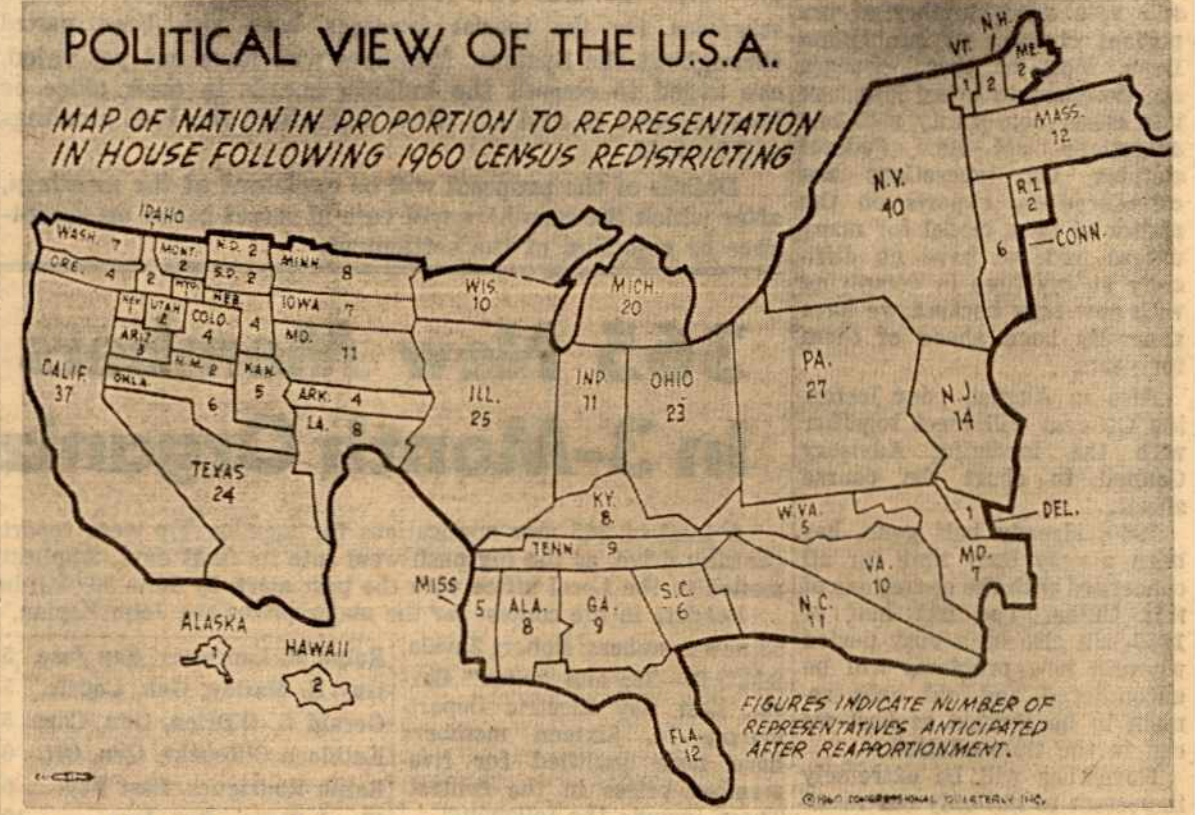 POLITICAL VIEW OF THE U.S.A.
MAP OF NATION IN PROPORTION TO REPRESENTATION
IN HOUSE FOLLOWING 1960 CENSUS REDISTRICTING
VT.
1
N.H.
2
ME.
2
MASS.
12
N.Y.
40
R I
2
6
CONN.
IDAHO
2
WASH. 7
ORE. 4
MONT.
2
N.D. 2
S.D. 2
MINN. 8
WIS.
10
MICH.
20
NEV
1
UTAH
2
1
NEB.
4
COLO.
4
IOWA 7
MO.
11
ARIZ.
3
N.M. 2
KAN.
5
OKLA.
6
ARK. 4
LA. 8
CALIF.
37
TEXAS
24
ILL.
25
IND.
11
OHIO
23
PA.
27
N.J.
14
KY.
8
W.VA.
5
1
DEL.
MD.
7
TENN. 9
VA.
10
MISS
5
ALA.
8
GA.
9
S.C.
6
N.C.
11
FLA.
12
ALASKA
1
HAWAII
2
FIGURES INDICATE NUMBER OF
REPRESENTATIVES ANTICIPATED
AFTER REAPPORTIONMENT.
©1960 CONGRESSIONAL QUARTERLY INC.